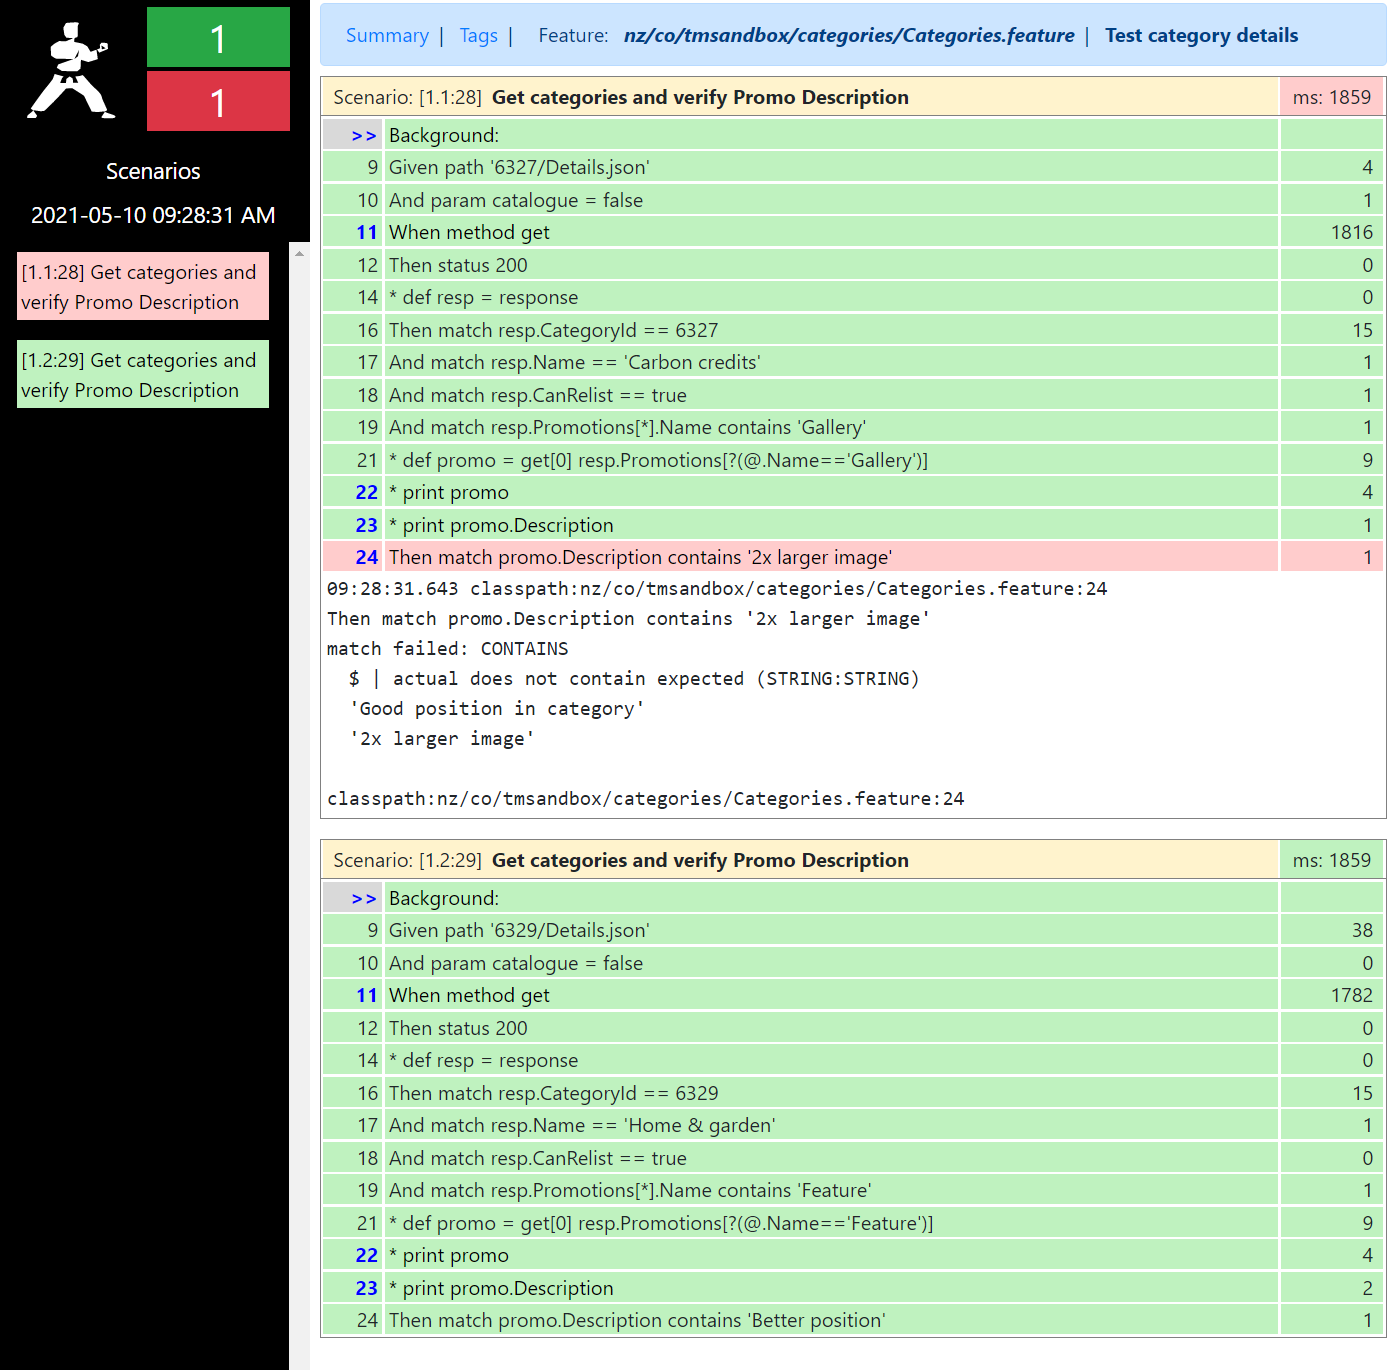 1
1
Scenarios
2021-05-10 09:28:31 AM
[1.1:28] Get categories and
verify Promo Description
[1.2:29] Get categories and
verify Promo Description
Summary | Tags | Feature: nz/co/tmsandbox/categories/Categories.feature | Test category details
Scenario: [1.1:28] Get categories and verify Promo Description ms: 1859
>> Background:
9 Given path '6327/Details.json' 4
10 And param catalogue = false 1
11 When method get 1816
12 Then status 200 0
14 * def resp = response 0
16 Then match resp.CategoryId == 6327 15
17 And match resp.Name == 'Carbon credits' 1
18 And match resp.CanRelist == true 1
19 And match resp.Promotions[*].Name contains 'Gallery' 1
21 * def promo = get[0] resp.Promotions[?(@.Name=='Gallery')] 9
22 * print promo 4
23 * print promo.Description 1
24 Then match promo.Description contains '2x larger image' 1
09:28:31.643 classpath:nz/co/tmsandbox/categories/Categories.feature:24
Then match promo.Description contains '2x larger image'
match failed: CONTAINS
$ | actual does not contain expected (STRING:STRING)
'Good position in category'
'2x larger image'
classpath:nz/co/tmsandbox/categories/Categories.feature:24
Scenario: [1.2:29] Get categories and verify Promo Description ms: 1859
>> Background:
9 Given path '6329/Details.json' 38
10 And param catalogue = false 0
11 When method get 1782
12 Then status 200 0
14 * def resp = response 0
16 Then match resp.CategoryId == 6329 15
17 And match resp.Name == 'Home & garden' 1
18 And match resp.CanRelist == true 0
19 And match resp.Promotions[*].Name contains 'Feature' 1
21 * def promo = get[0] resp.Promotions[?(@.Name=='Feature')] 9
22 * print promo 4
23 * print promo.Description 2
24 Then match promo.Description contains 'Better position' 1